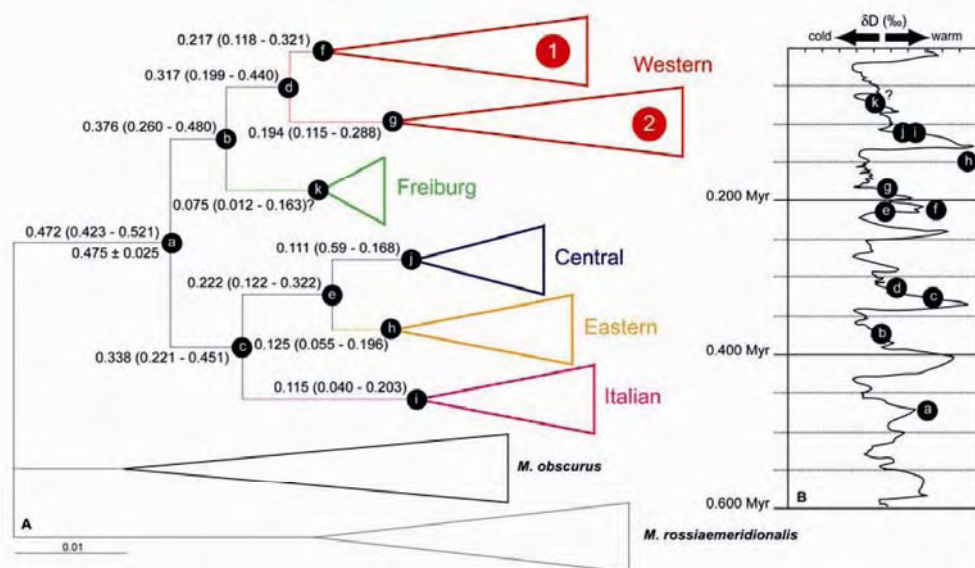 δD (‰)
cold warm
0.217 (0.118 - 0.321)
f
1
Western
0.317 (0.199 - 0.440)
d
0.376 (0.260 - 0.480)
b
0.194 (0.115 - 0.288)
g
2
k
Freiburg
0.075 (0.012 - 0.163)?
0.472 (0.423 - 0.521)
a
0.475 ± 0.025
0.111 (0.59 - 0.168)
j
Central
0.222 (0.122 - 0.322)
e
h
Eastern
0.125 (0.055 - 0.196)
c
0.338 (0.221 - 0.451)
0.115 (0.040 - 0.203)
i
Italian
M. obscurus
A
M. rossiaemeridionalis
0.01
k ?
j i
h
0.200 Myr
g
e f
d
c
b
0.400 Myr
a
0.600 Myr
B